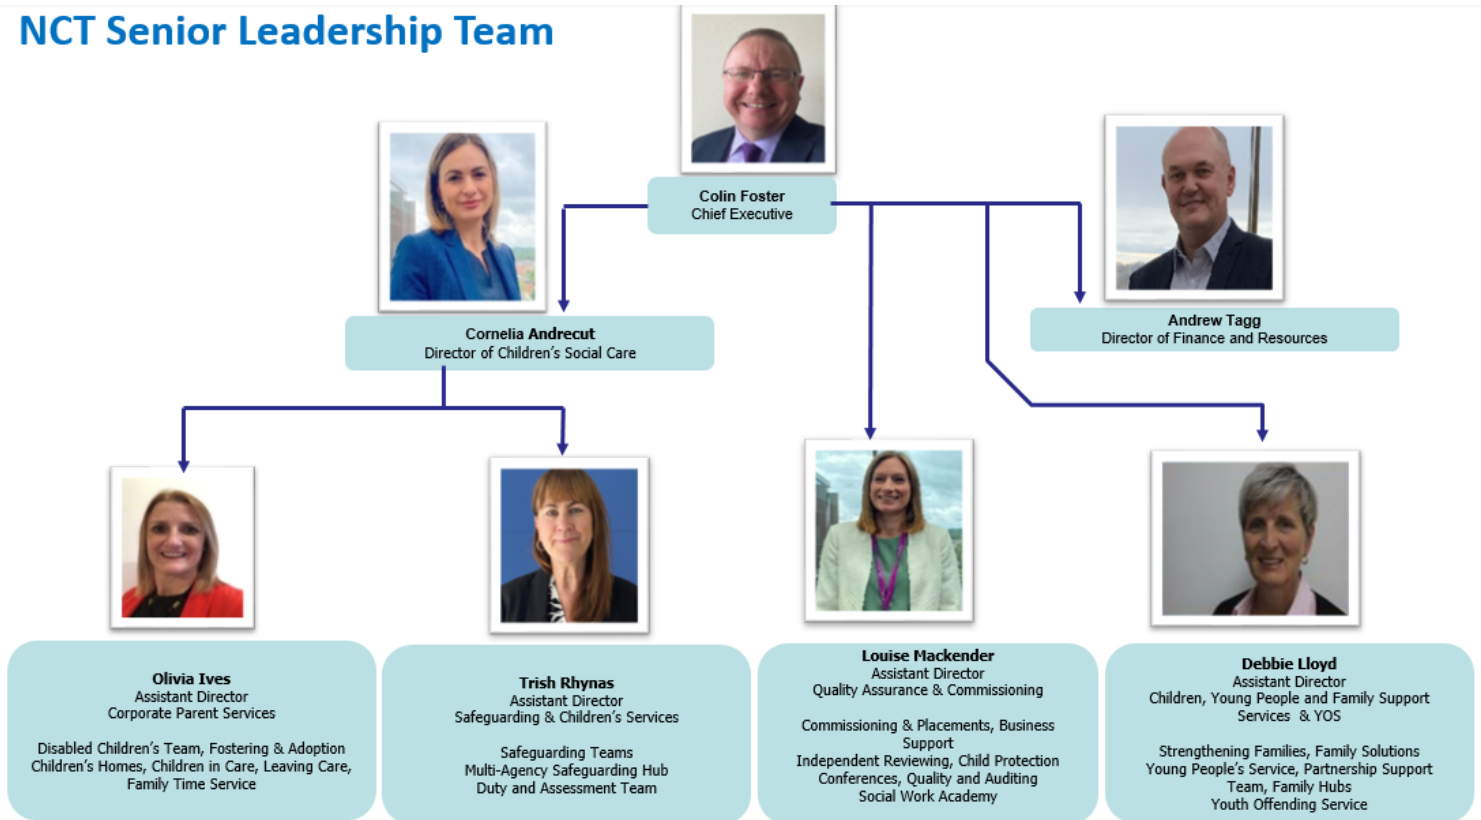 NCT Senior Leadership Team
Colin Foster
Chief Executive
Cornelia Andrecut
Director of Children's Social Care
Andrew Tagg
Director of Finance and Resources
Olivia Ives
Assistant Director
Corporate Parent Services
Disabled Children's Team, Fostering & Adoption
Children's Homes, Children in Care, Leaving Care,
Family Time Service
Trish Rhynas
Assistant Director
Safeguarding & Children's Services
Safeguarding Teams
Multi-Agency Safeguarding Hub
Duty and Assessment Team
Louise Mackender
Assistant Director
Quality Assurance & Commissioning
Commissioning & Placements, Business
Support
Independent Reviewing, Child Protection
Conferences, Quality and Auditing
Social Work Academy
Debbie Lloyd
Assistant Director
Children, Young People and Family Support
Services & YOS
Strengthening Families, Family Solutions
Young People's Service, Partnership Support
Team, Family Hubs
Youth Offending Service